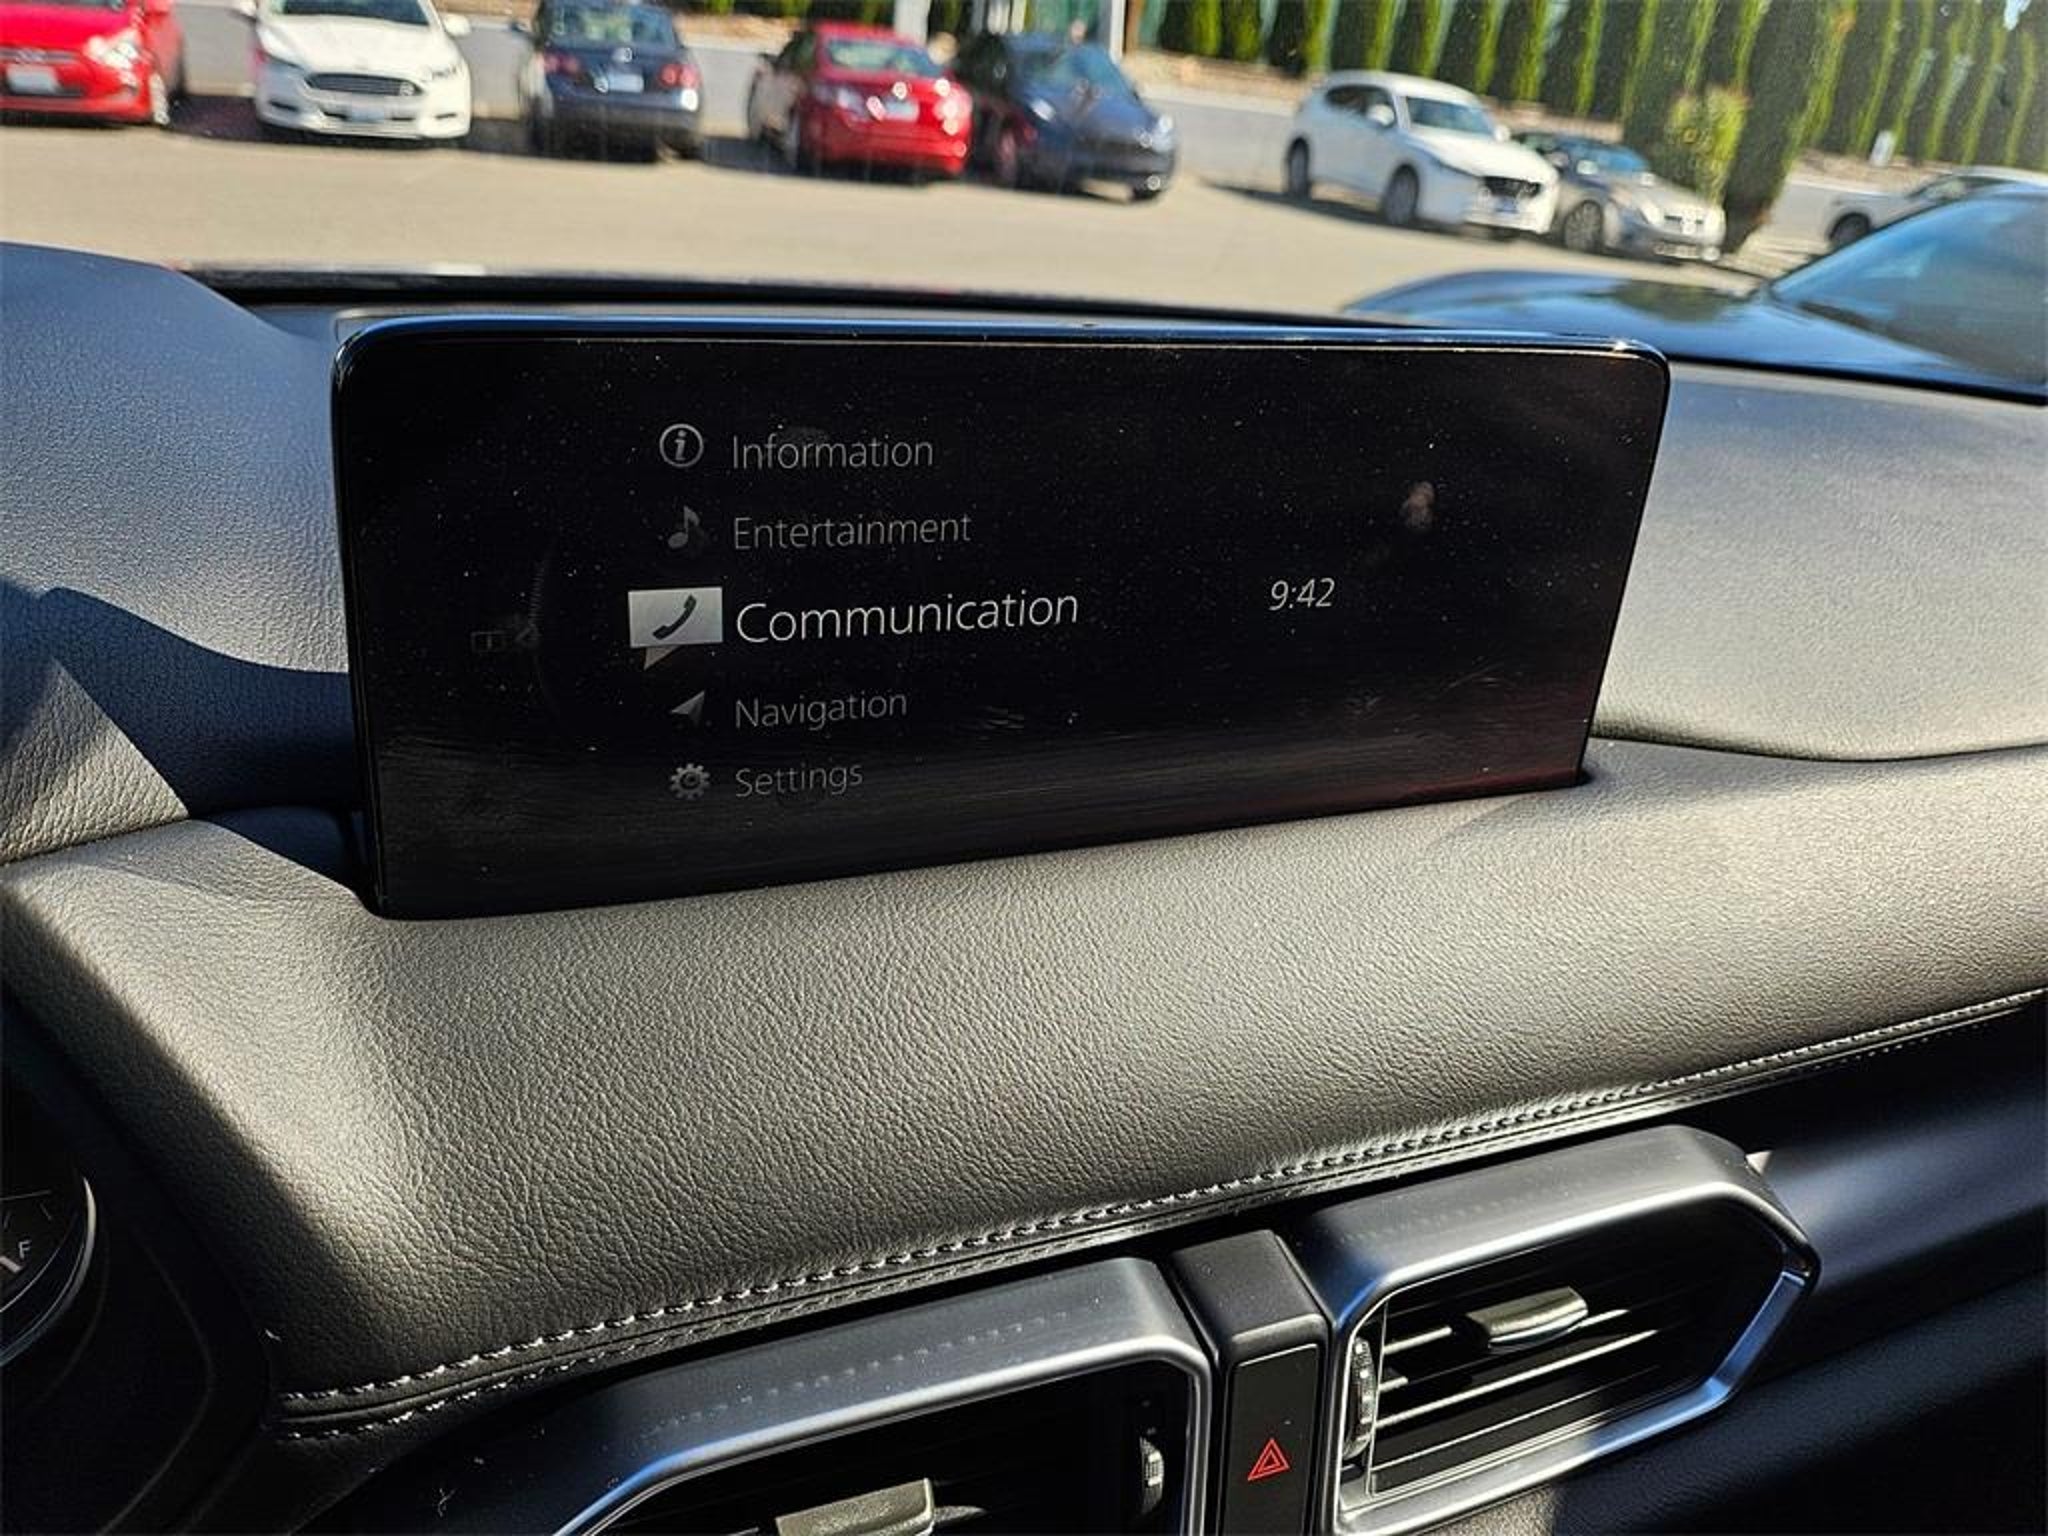 Information
Entertainment
Communication
9:42
Navigation
Settings
F